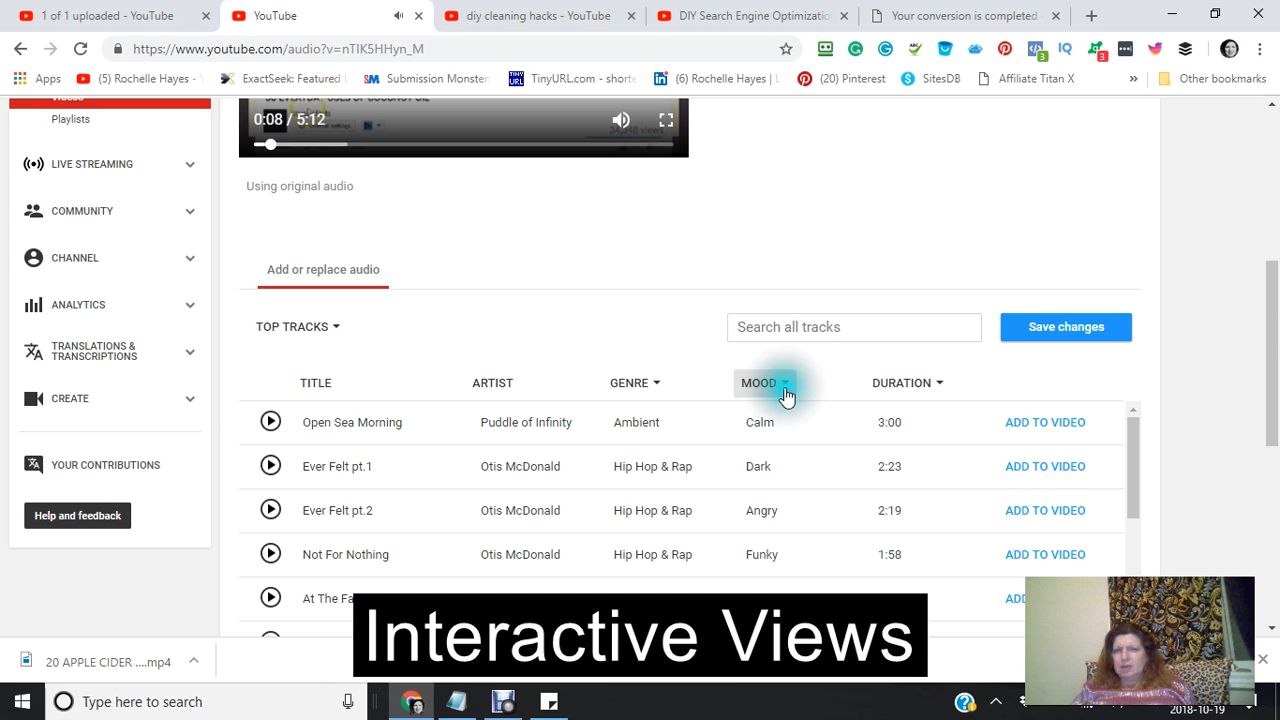 1 of 1 uploaded - YouTube
YouTube
diy cleaning hacks - YouTube
DIY Search Engine Optimizatio
Your conversion is completed -
https://www.youtube.com/audio?v=nTIK5HHyn_M
Apps
(5) Rochelle Hayes -
ExactSeek: Featured
Submission Monster
TinyURL.com - shorte
(6) Rochelle Hayes |
(20) Pinterest
SitesDB
Affiliate Titan X
»
Other bookmarks
Playlists
LIVE STREAMING
COMMUNITY
CHANNEL
ANALYTICS
TRANSLATIONS &
TRANSCRIPTIONS
CREATE
YOUR CONTRIBUTIONS
Help and feedback
0:08 / 5:12
Using original audio
Add or replace audio
TOP TRACKS
Search all tracks
Save changes
TITLE ARTIST GENRE MOOD DURATION
Open Sea Morning Puddle of Infinity Ambient Calm 3:00 ADD TO VIDEO
Ever Felt pt.1 Otis McDonald Hip Hop & Rap Dark 2:23 ADD TO VIDEO
Ever Felt pt.2 Otis McDonald Hip Hop & Rap Angry 2:19 ADD TO VIDEO
Not For Nothing Otis McDonald Hip Hop & Rap Funky 1:58 ADD TO VIDEO
At The Fa
Interactive Views
20 APPLE CIDER ....mp4
Type here to search
2018-10-19